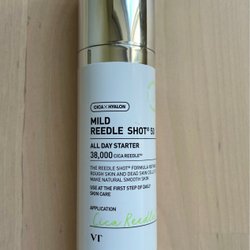 CICA × HYALON
MILD
REEDLE SHOT® 50
ALL DAY STARTER
38,000 CICA REEDLE™
THE REEDLE SHOT® FORMULA
ROUGH SKIN AND DEAD SKIN
MAKE NATURAL SMOOTH SKIN
USE AT THE FIRST STEP OF DAILY
SKIN CARE
APPLICATION
Cica Reedle
VT